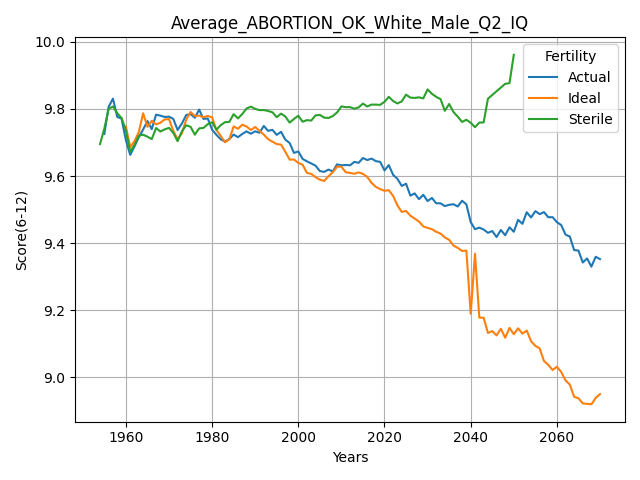 Average_ABORTION_OK_White_Male_Q2_IQ
Score(6-12)
10.0
9.8
9.6
9.4
9.2
9.0
Fertility
Actual
Ideal
Sterile
1960 1980 2000 2020 2040 2060
Years